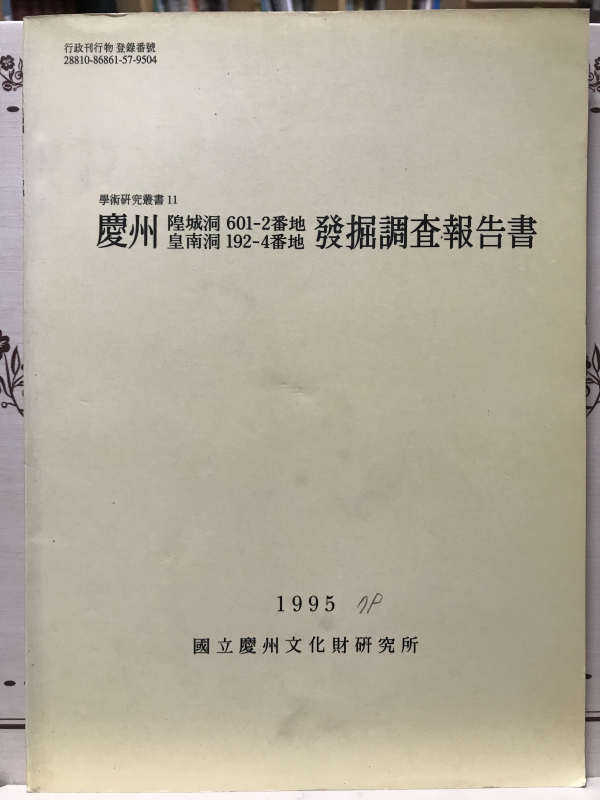 行政刊行物 登錄番號
28810-86861-57-9504
學術硏究叢書 11
慶州 隍城洞 601-2番地 發掘調査報告書
皇南洞 192-4番地
1995
國立慶州文化財硏究所